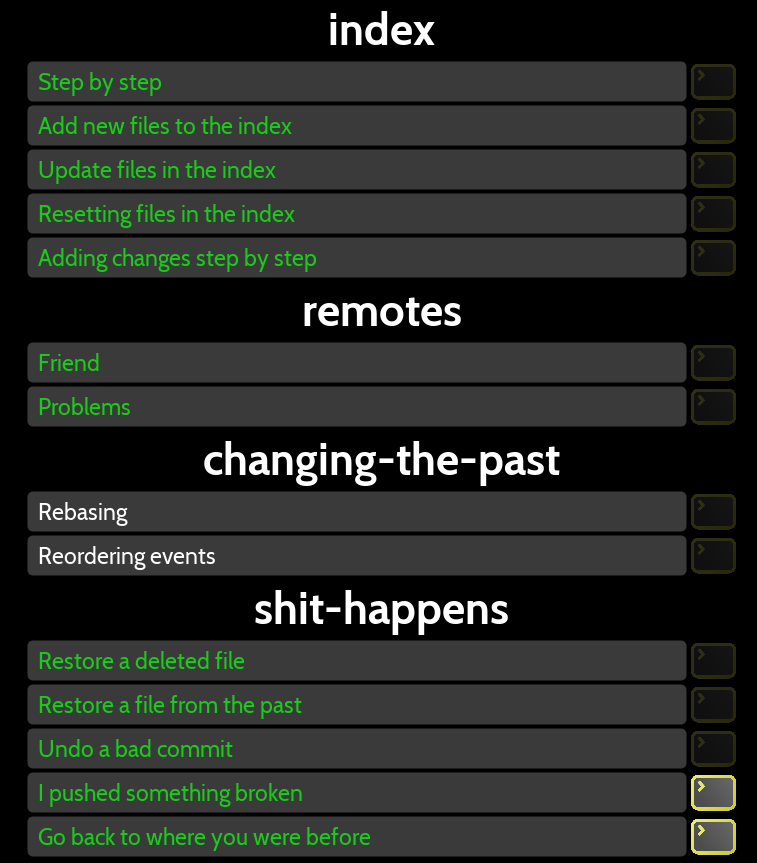 index
Step by step
Add new files to the index
Update files in the index
Resetting files in the index
Adding changes step by step
remotes
Friend
Problems
changing-the-past
Rebasing
Reordering events
shit-happens
Restore a deleted file
Restore a file from the past
Undo a bad commit
I pushed something broken
Go back to where you were before